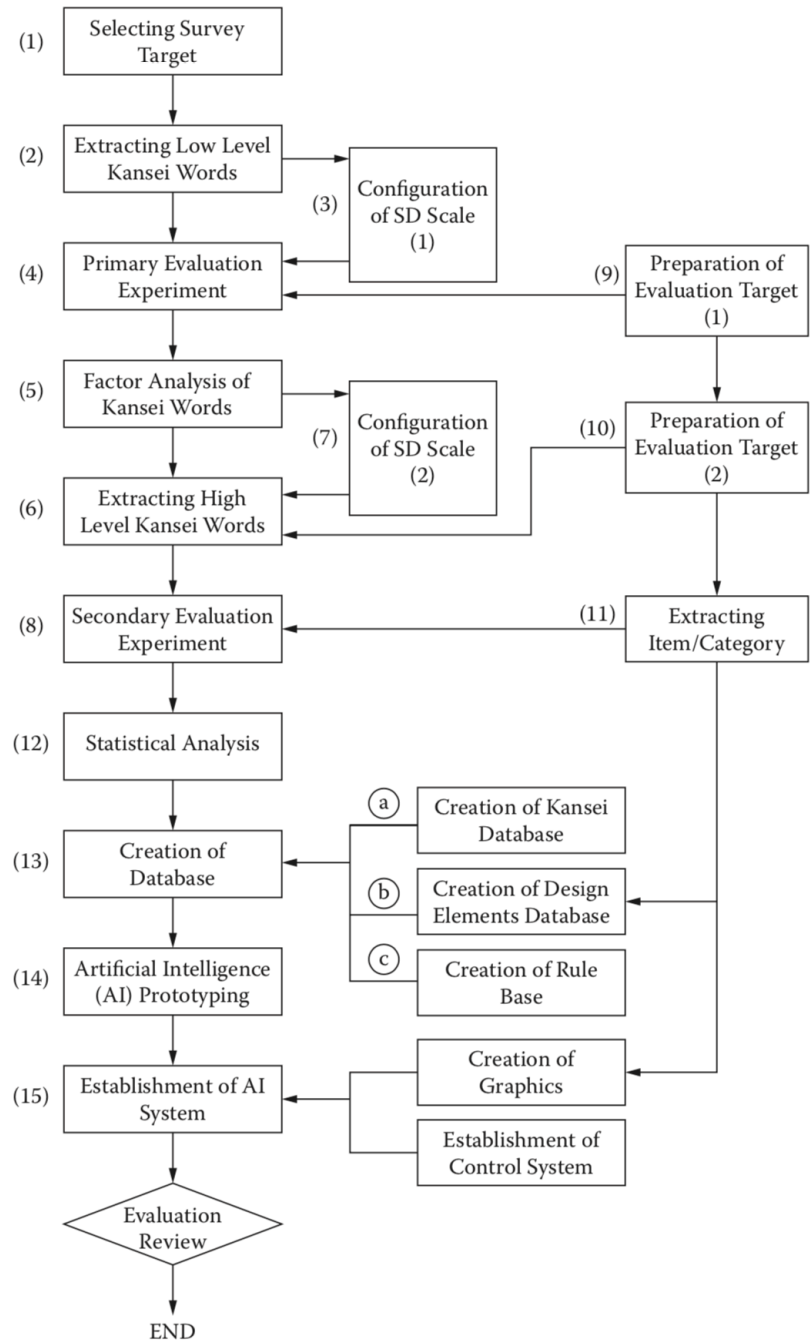 (1)
Selecting Survey
Target
(2)
Extracting Low Level
Kansei Words
(3)
Configuration
of SD Scale
(1)
(4)
Primary Evaluation
Experiment
(9)
Preparation of
Evaluation Target
(1)
(5)
Factor Analysis of
Kansei Words
(7)
Configuration
of SD Scale
(2)
(10)
Preparation of
Evaluation Target
(2)
(6)
Extracting High
Level Kansei Words
(8)
Secondary Evaluation
Experiment
(11)
Extracting
Item/Category
(12)
Statistical Analysis
(13)
Creation of
Database
a
Creation of Kansei
Database
b
Creation of Design
Elements Database
c
Creation of Rule
Base
(14)
Artificial Intelligence
(AI) Prototyping
(15)
Establishment of AI
System
Creation of
Graphics
Establishment of
Control System
Evaluation
Review
END